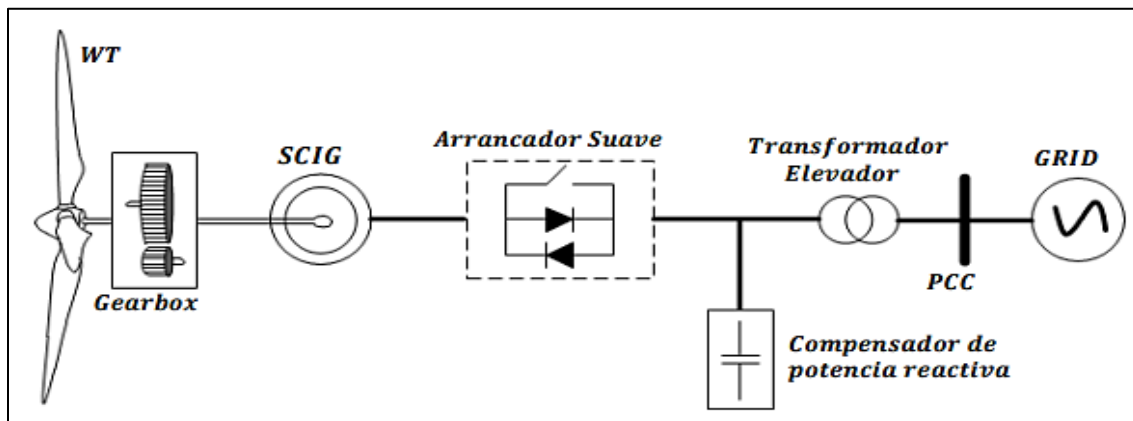 WT
Gearbox
SCIG
Arrancador Suave
Transformador
Elevador
GRID
PCC
Compensador de
potencia reactiva